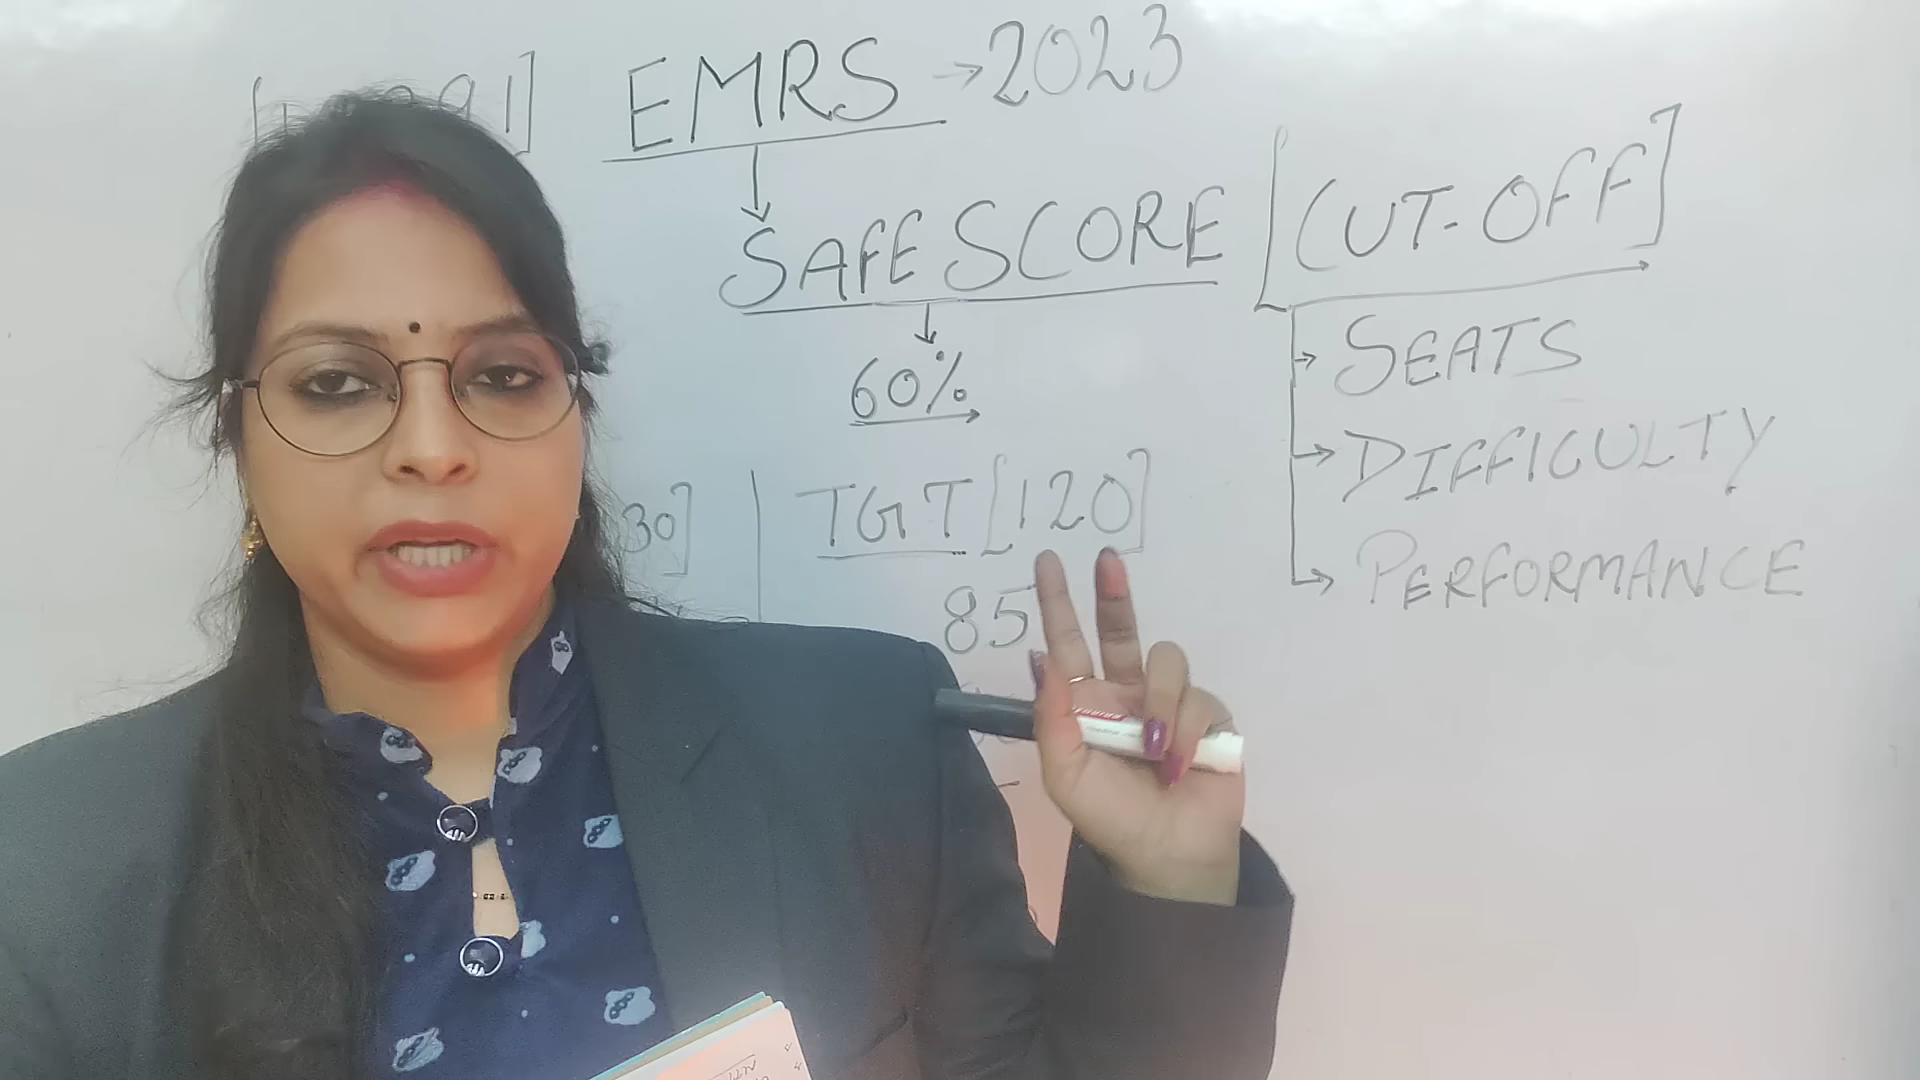 EMRS → 2023
SAFE SCORE [CUT-OFF]
60%
→ SEATS
→ DIFFICULTY
→ PERFORMANCE
30] | TGT [120]
85